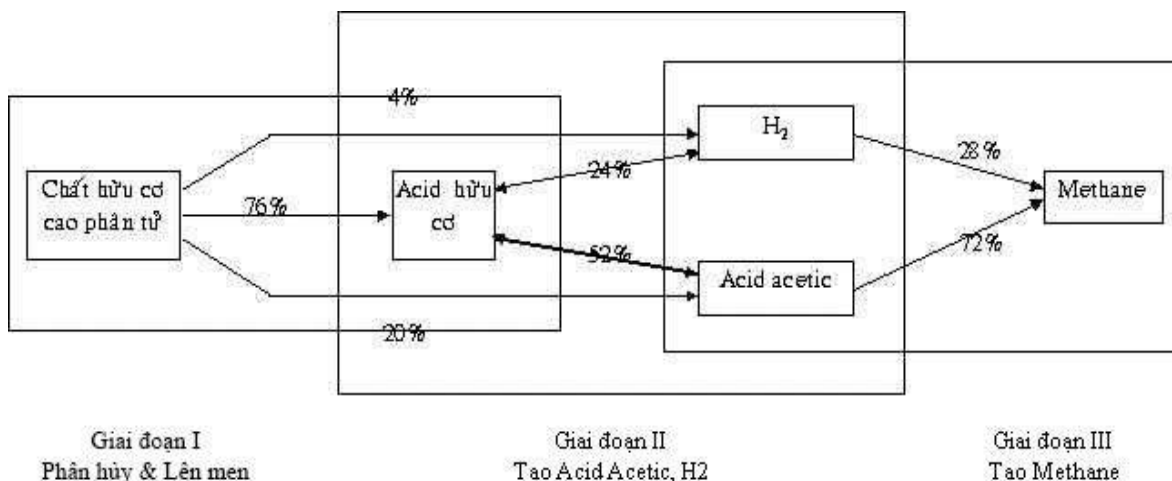 4%
H₂
28%
24%
Chất hữu cơ
cao phân tử
76%
Acid hữu
cơ
Methane
52%
72%
Acid acetic
20%
Giai đoạn I
Phân hủy & Lên men
Giai đoạn II
Tạo Acid Acetic, H2
Giai đoạn III
Tạo Methane